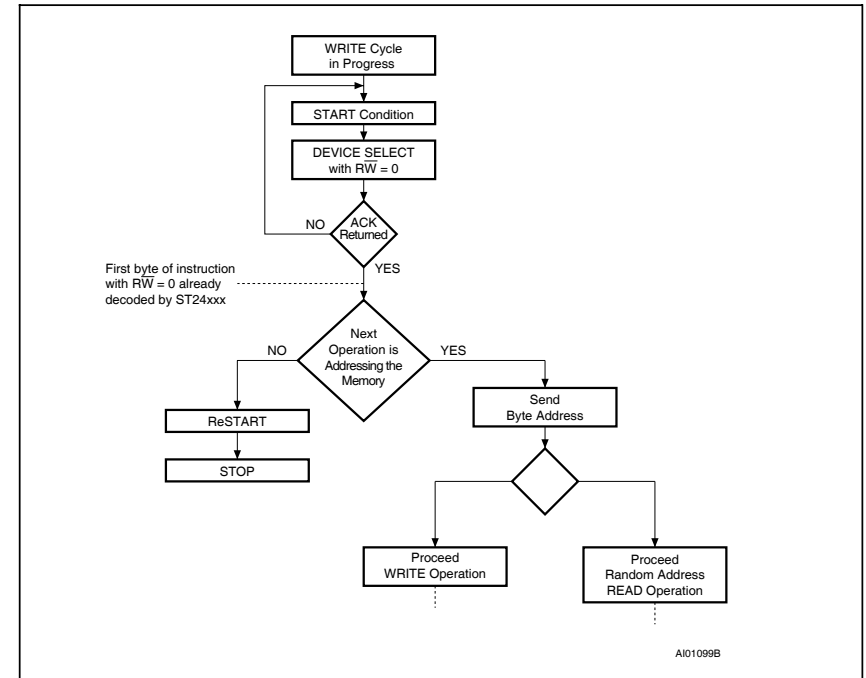 WRITE Cycle
in Progress
START Condition
DEVICE SELECT
with RW̅ = 0
NO
ACK
Returned
YES
First byte of instruction
with RW̅ = 0 already
decoded by ST24xxx
Next
Operation is
Addressing the
Memory
NO
YES
ReSTART
STOP
Send
Byte Address
Proceed
WRITE Operation
Proceed
Random Address
READ Operation
AI01099B